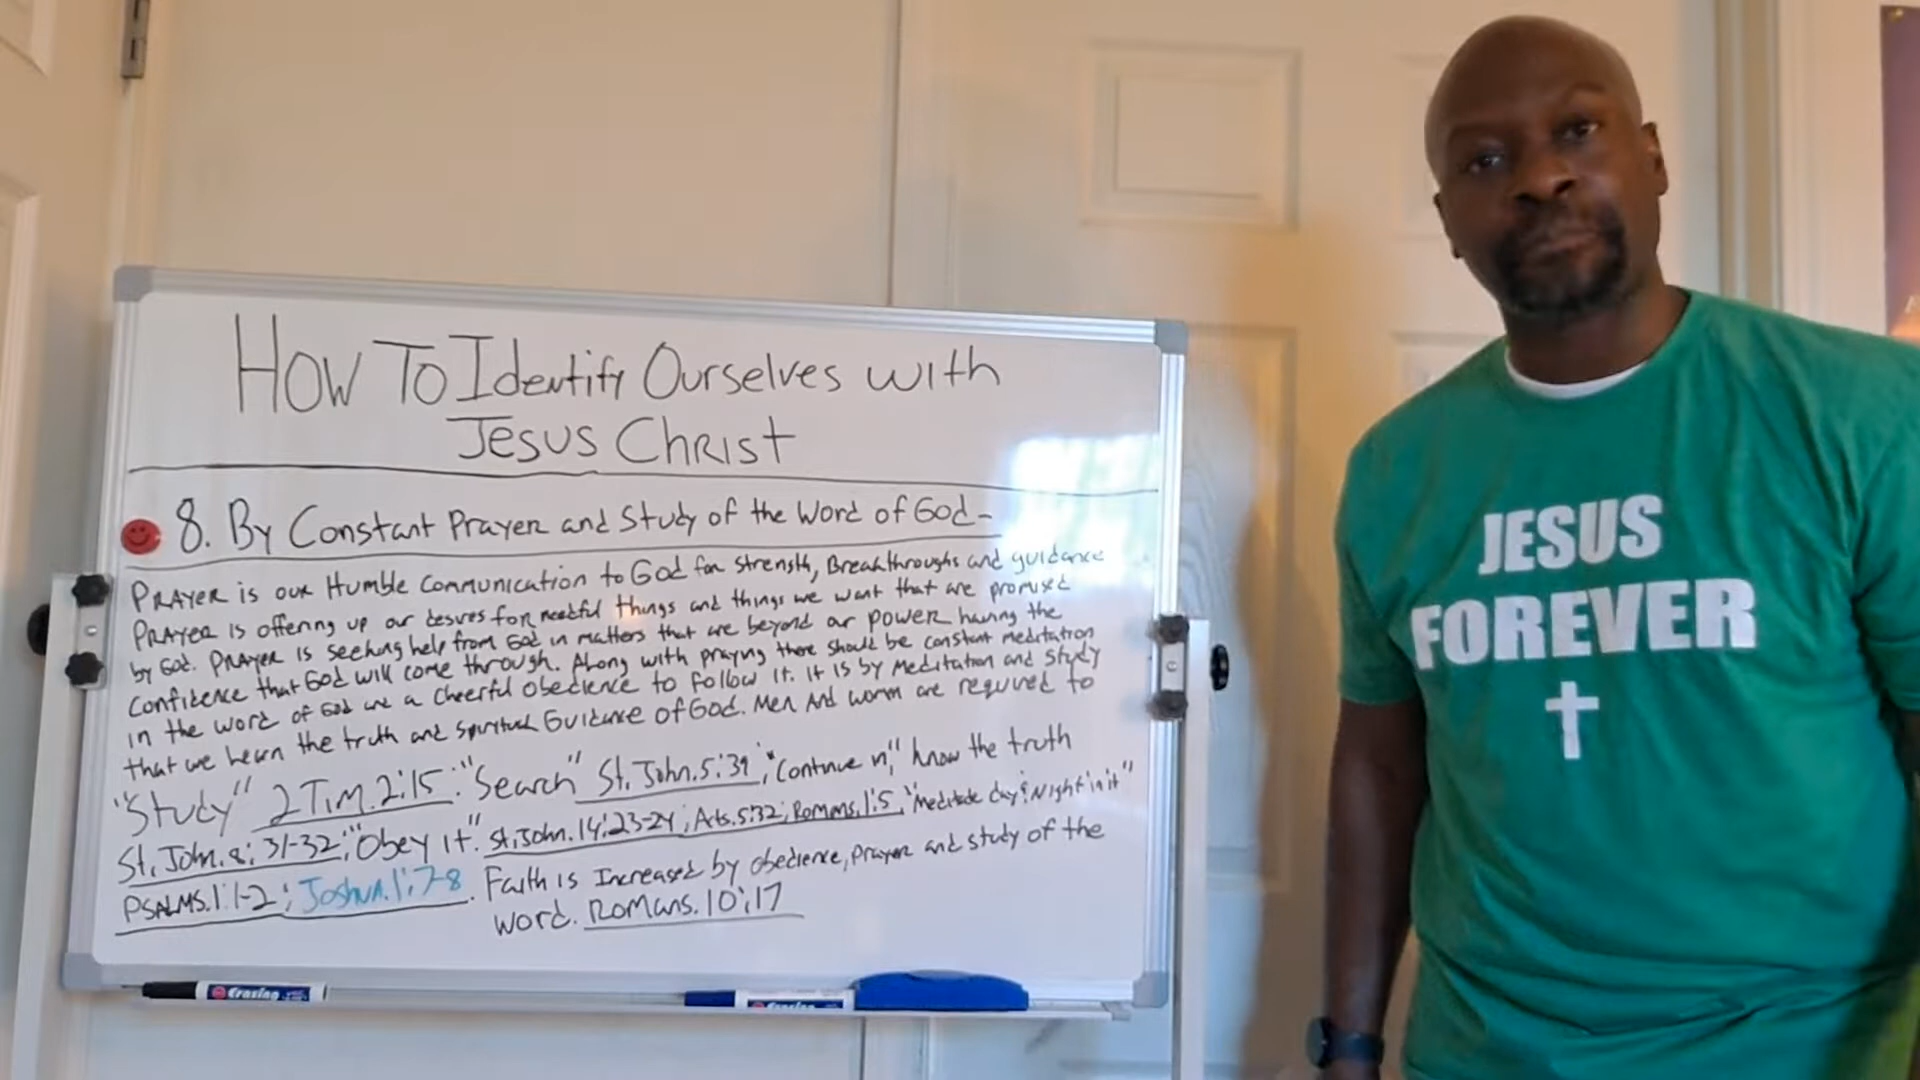 How To Identify Ourselves with
Jesus Christ
8. By Constant Prayer and Study of the Word of God-
Prayer is our Humble Communication to God for strength, Breakthroughs and guidance
Prayer is offering up our desires for needful things and things we want that are promised
by God. Prayer is seeking help from God in matters that are beyond our power having the
confidence that God will come through. Along with praying there should be constant meditation
in the word of God and a cheerful obedience to follow it. It is by meditation and study
that we learn the truth and spiritual Guidance of God. Men And women are required to
"Study" 2 Tim. 2:15; "Search" St. John. 5:39; "Continue in," know the truth
St. John. 8:31-32; "Obey it". St. John. 14:23-24; Acts. 5:32; Romans. 1:5, "Meditate day & Night in it"
Psalms. 1:1-2; Joshua. 1:7-8. Faith is Increased by obedience, prayer and study of the
word. Romans. 10:17
Erasing
Erasing
JESUS
FOREVER